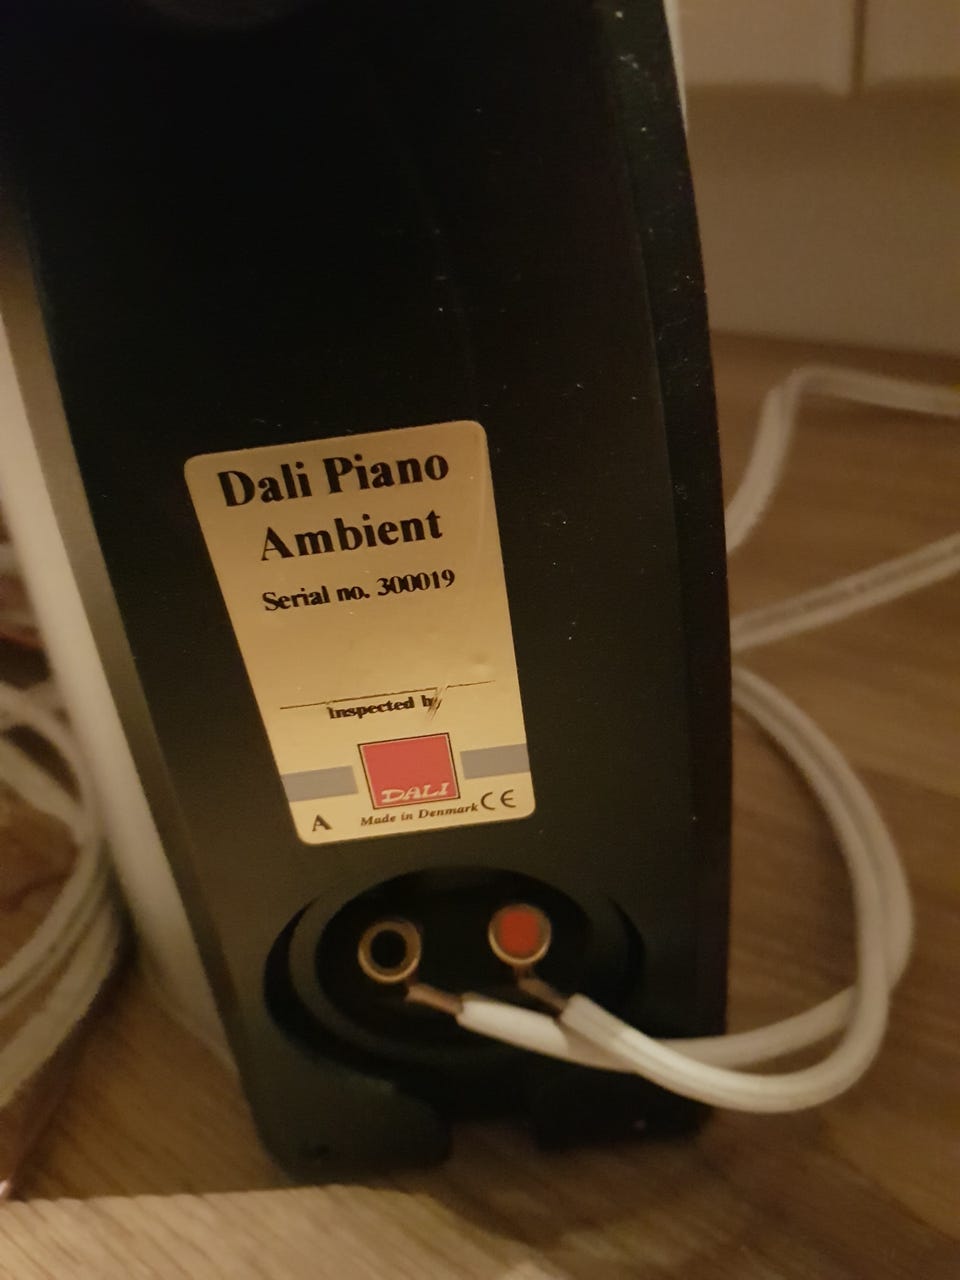 Dali Piano
Ambient
Serial no. 300019
Inspected by
DALI
A Made in Denmark CE